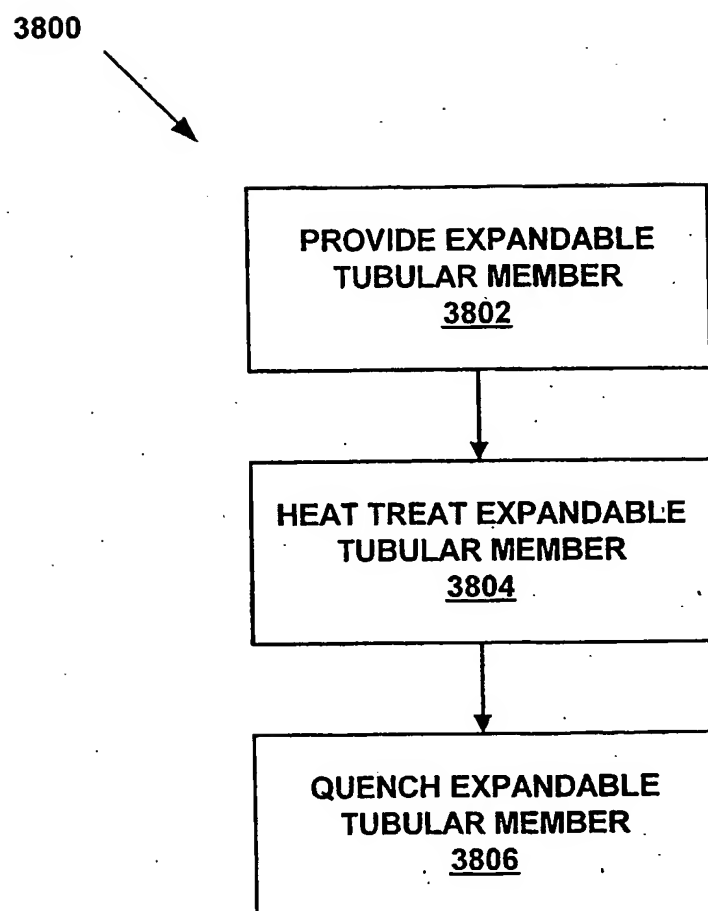 3800
PROVIDE EXPANDABLE
TUBULAR MEMBER
3802
HEAT TREAT EXPANDABLE
TUBULAR MEMBER
3804
QUENCH EXPANDABLE
TUBULAR MEMBER
3806